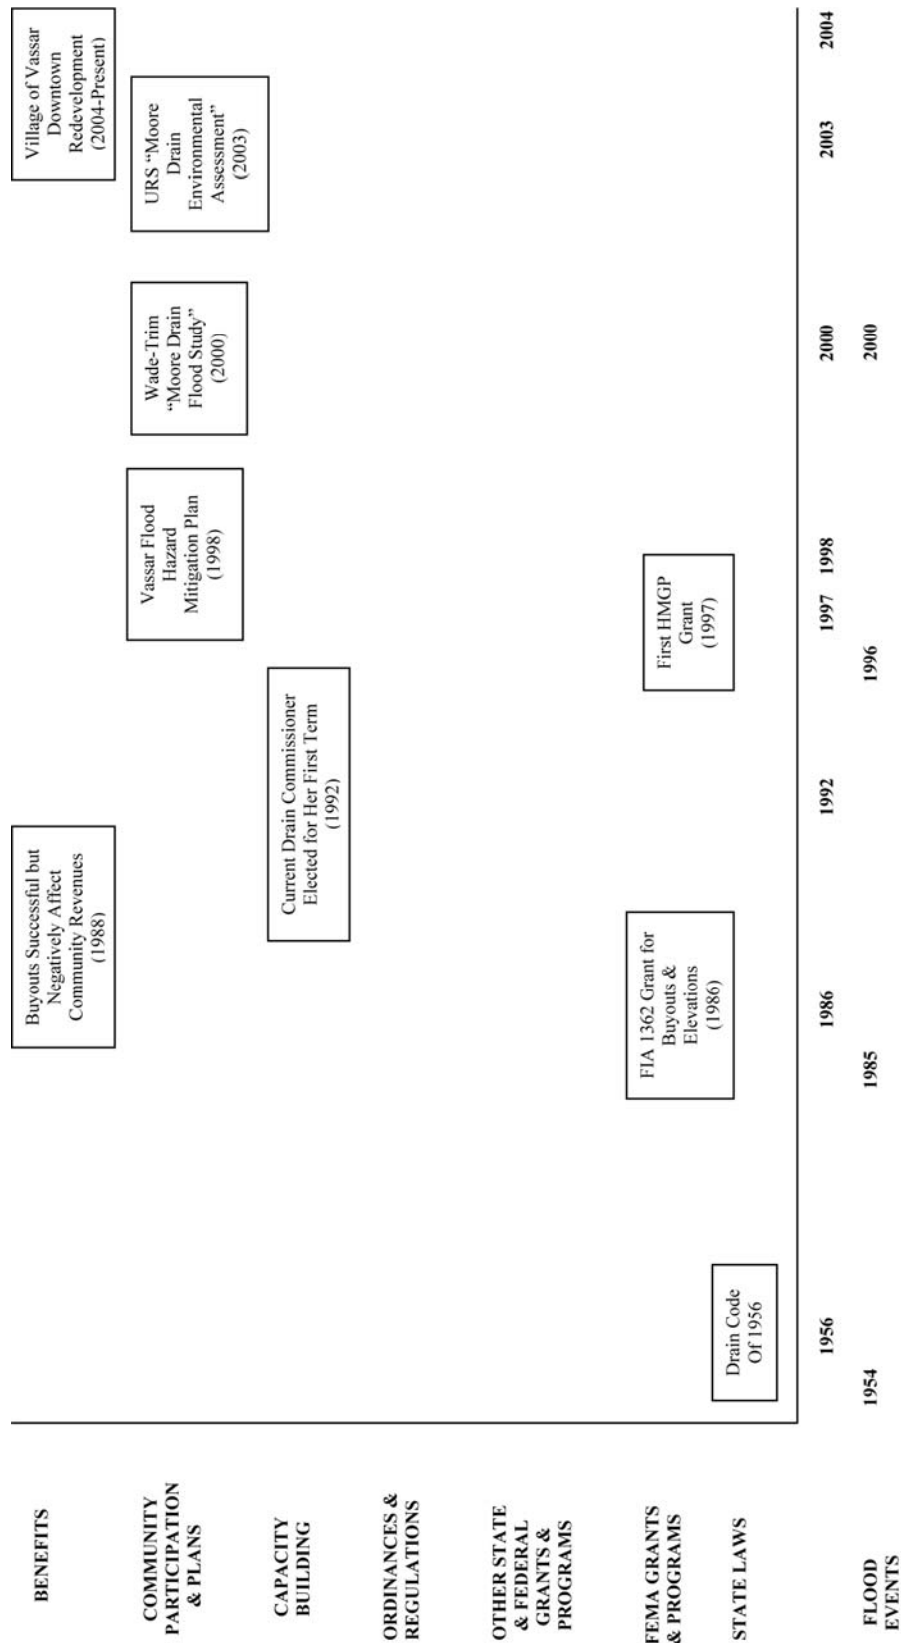 BENEFITS
Buyouts Successful but
Negatively Affect
Community Revenues
(1988)
Village of Vassar
Downtown
Redevelopment
(2004-Present)
COMMUNITY
PARTICIPATION
& PLANS
Vassar Flood
Hazard
Mitigation Plan
(1998)
Wade-Trim
“Moore Drain
Flood Study”
(2000)
URS “Moore
Drain
Environmental
Assessment”
(2003)
CAPACITY
BUILDING
Current Drain Commissioner
Elected for Her First Term
(1992)
ORDINANCES &
REGULATIONS
OTHER STATE
& FEDERAL
GRANTS &
PROGRAMS
FEMA GRANTS
& PROGRAMS
FIA 1362 Grant for
Buyouts &
Elevations
(1986)
First HMGP
Grant
(1997)
STATE LAWS
Drain Code
Of 1956
1956 1986 1992 1997 1998 2000 2003 2004
FLOOD
EVENTS
1954 1985 1996 2000